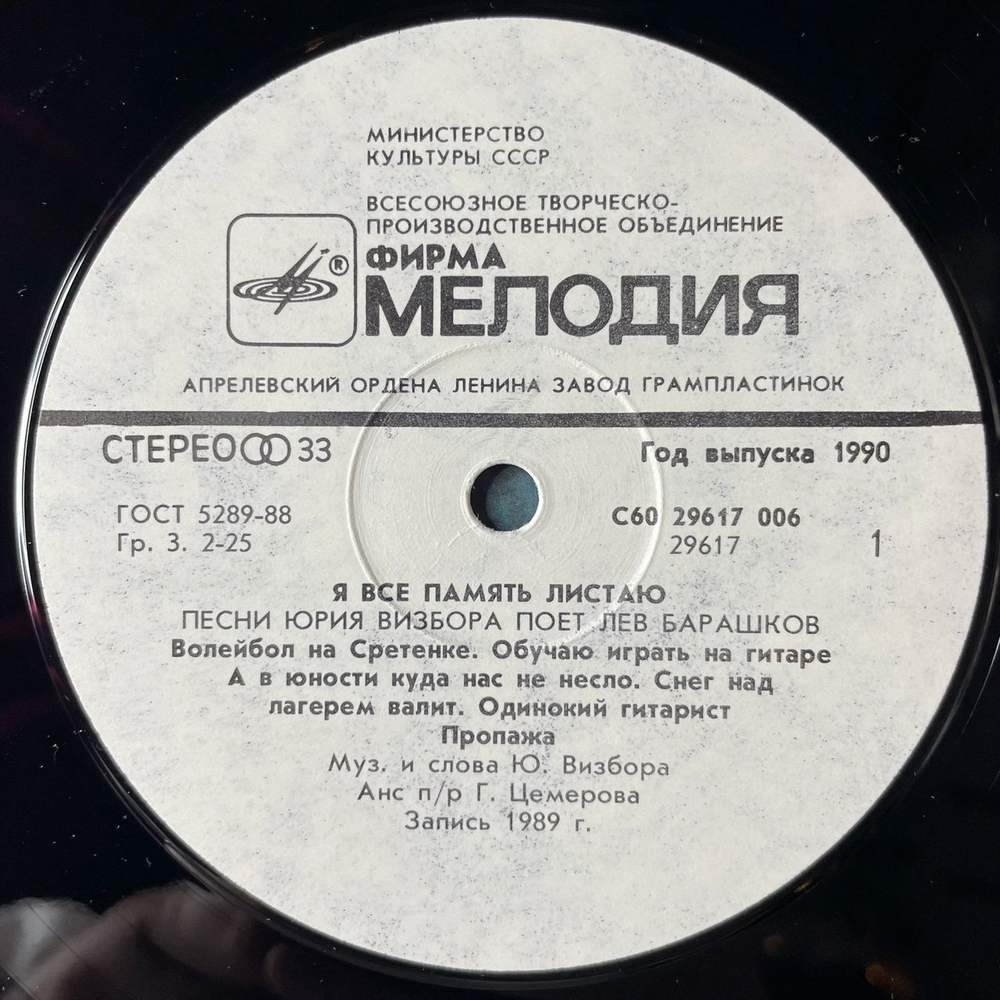 МИНИСТЕРСТВО
КУЛЬТУРЫ СССР
ВСЕСОЮЗНОЕ ТВОРЧЕСКО-
ПРОИЗВОДСТВЕННОЕ ОБЪЕДИНЕНИЕ
®
ФИРМА
МЕЛОДИЯ
АПРЕЛЕВСКИЙ ОРДЕНА ЛЕНИНА ЗАВОД ГРАМПЛАСТИНОК
СТЕРЕО 33 Год выпуска 1990
ГОСТ 5289-88 С60 29617 006
Гр. 3. 2-25 29617 1
Я ВСЕ ПАМЯТЬ ЛИСТАЮ
ПЕСНИ ЮРИЯ ВИЗБОРА ПОЕТ ЛЕВ БАРАШКОВ
Волейбол на Сретенке. Обучаю играть на гитаре
А в юности куда нас не несло. Снег над
лагерем валит. Одинокий гитарист
Пропажа
Муз. и слова Ю. Визбора
Анс п/р Г. Цемерова
Запись 1989 г.